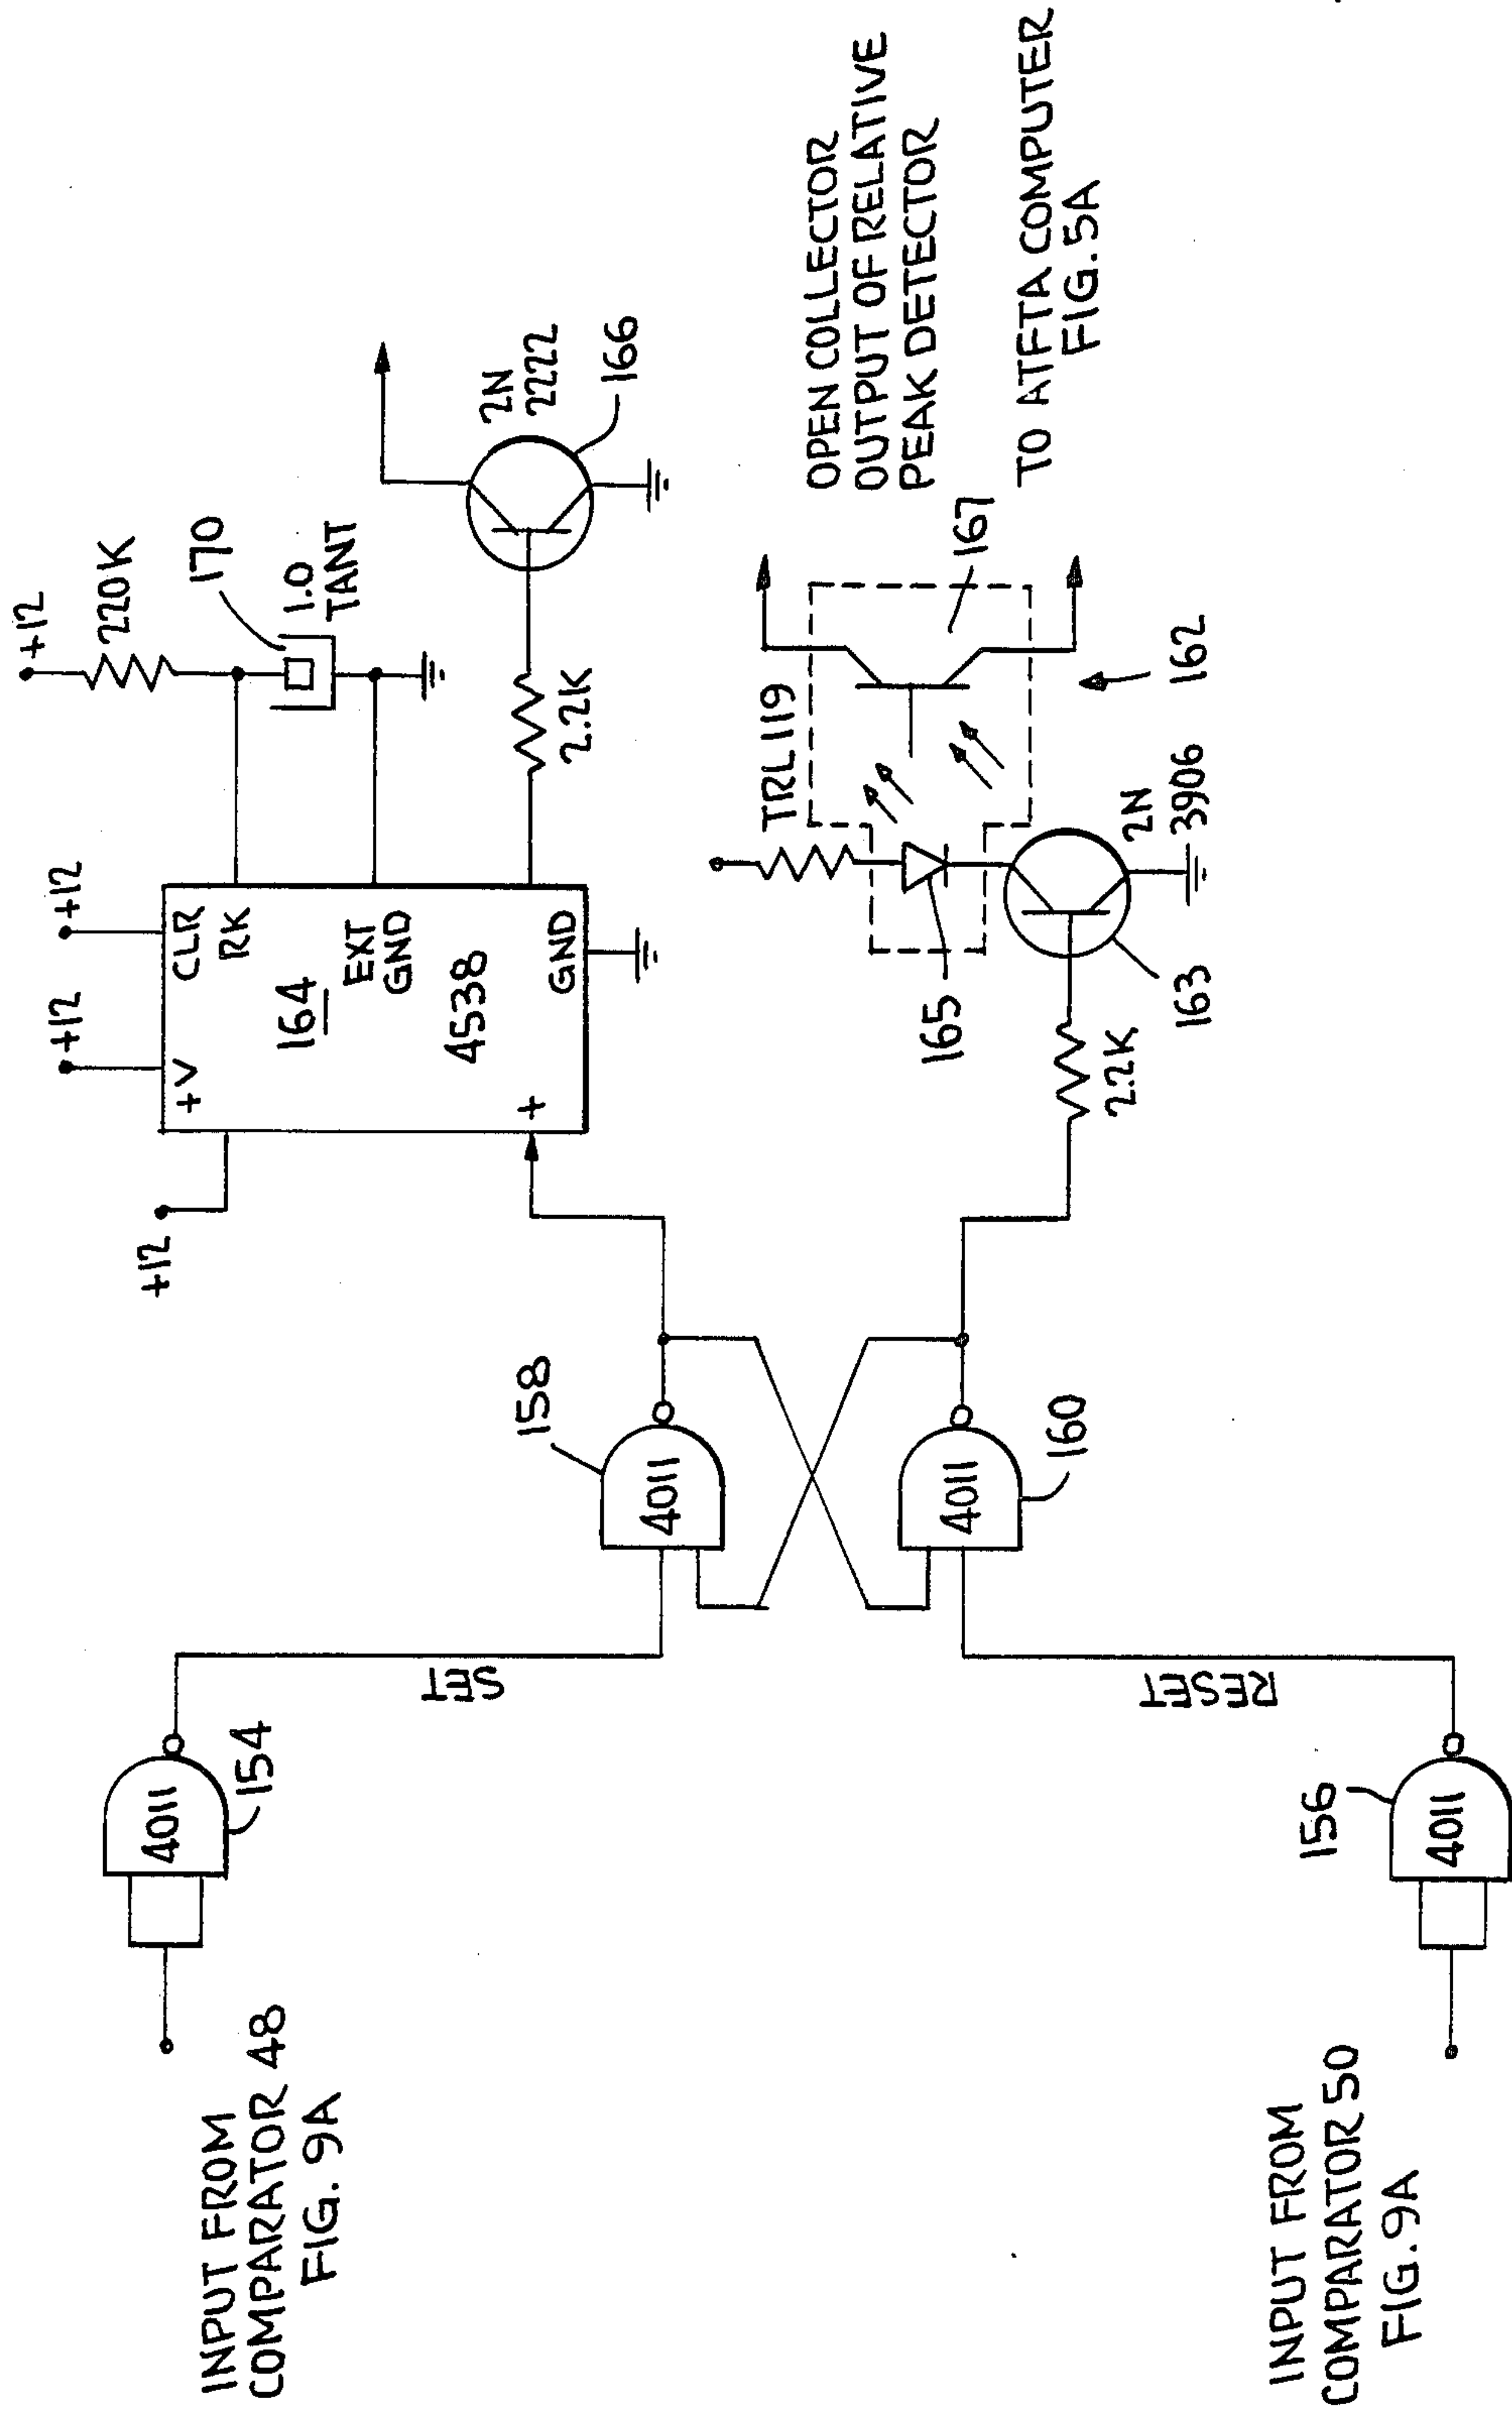 INPUT FROM
COMPARATOR 48
FIG. 9A
4011
154
SET
INPUT FROM
COMPARATOR 50
FIG. 9A
4011
156
RESET
4011
158
4011
160
+12
+12
+12
+V
CLR
RK
164
EXT
GND
4538
+
GND
+12
220K
170
1.0
TANT
2.2K
2N
2222
166
2.2K
163
2N
3906
165
TRL119
167
162
OPEN COLLECTOR
OUTPUT OF RELATIVE
PEAK DETECTOR
TO ATFTA COMPUTER
FIG. 5A